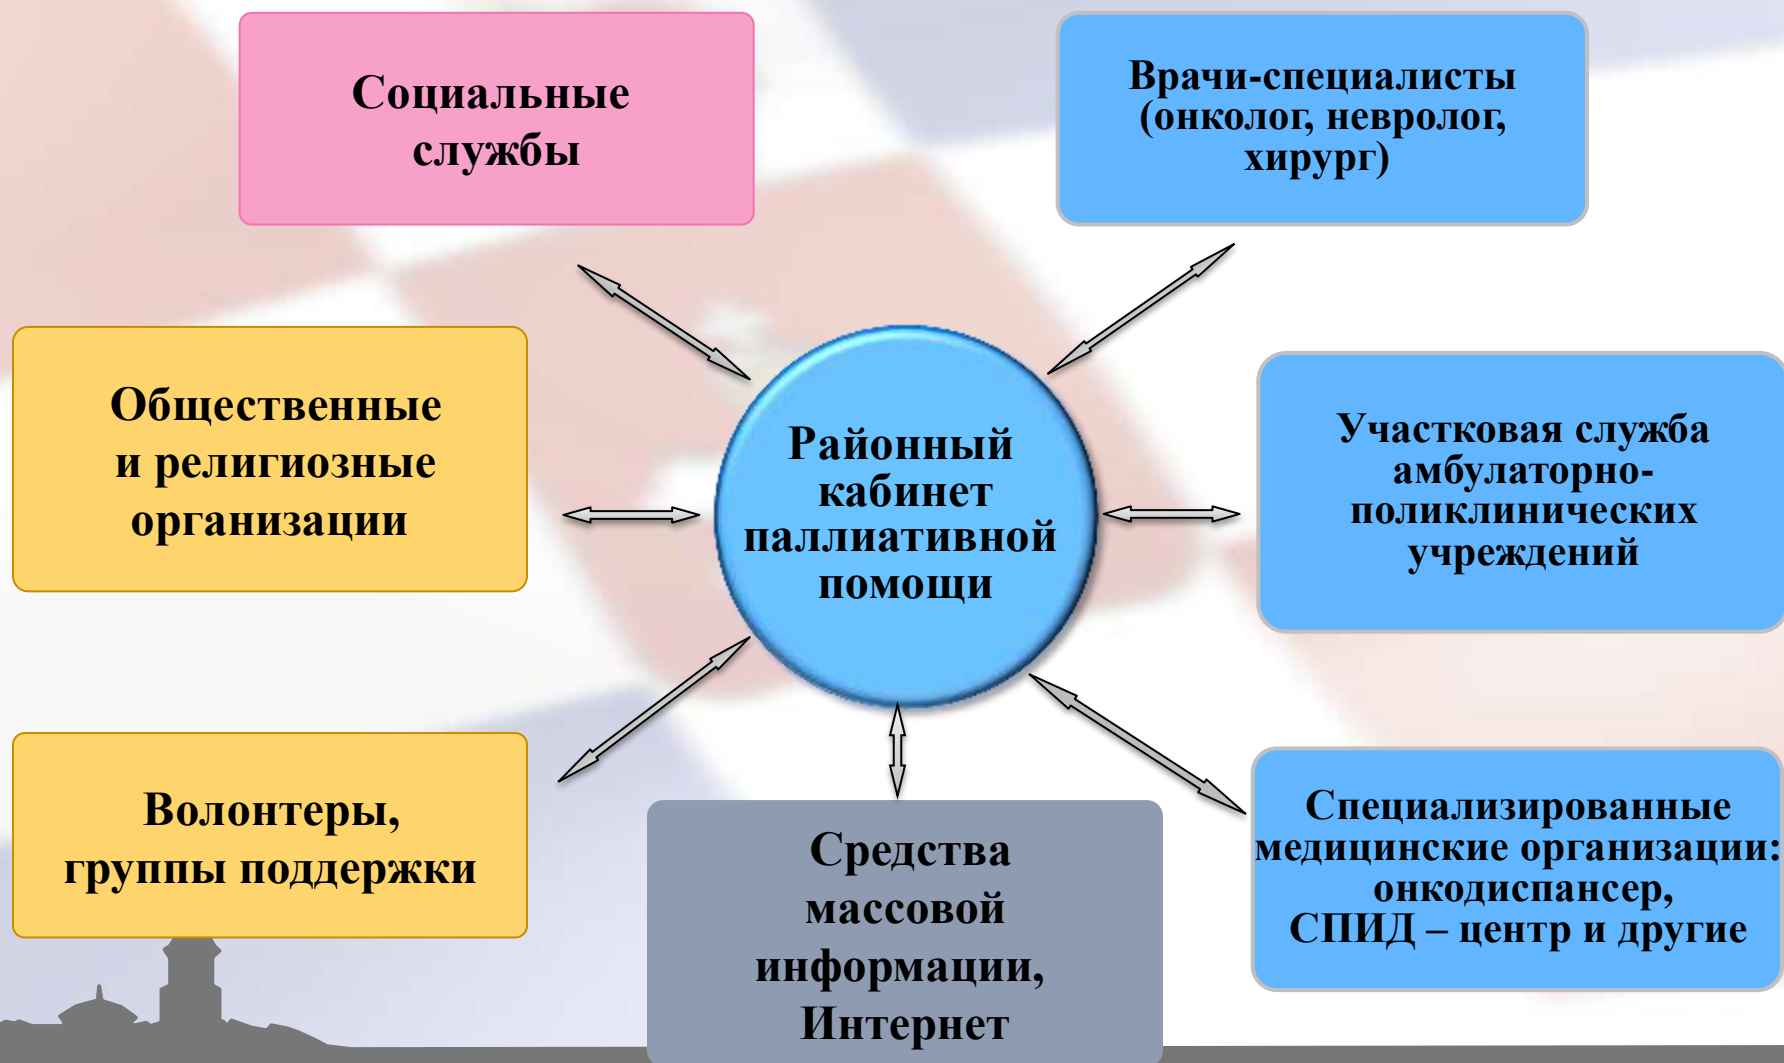 Социальные
службы
Врачи-специалисты
(онколог, невролог,
хирург)
Общественные
и религиозные
организации
Районный
кабинет
паллиативной
помощи
Участковая служба
амбулаторно-
поликлинических
учреждений
Волонтеры,
группы поддержки
Средства
массовой
информации,
Интернет
Специализированные
медицинские организации:
онкодиспансер,
СПИД – центр и другие